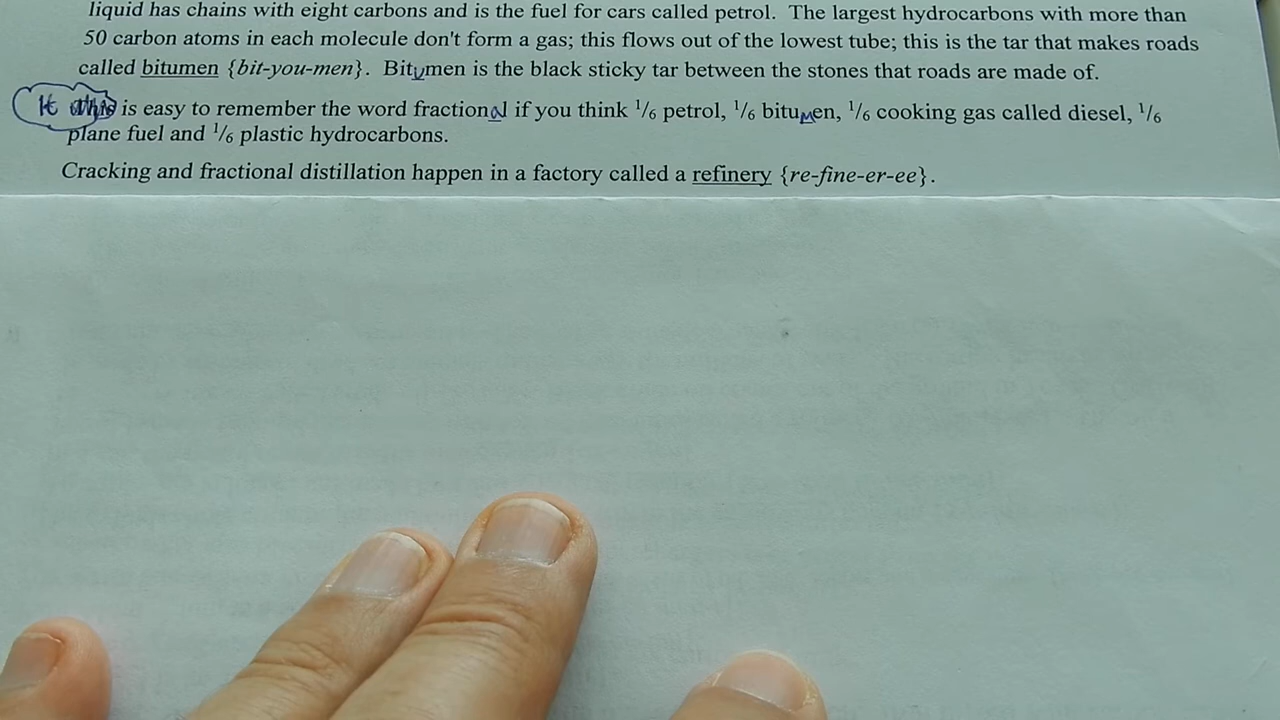 liquid has chains with eight carbons and is the fuel for cars called petrol. The largest hydrocarbons with more than
50 carbon atoms in each molecule don't form a gas; this flows out of the lowest tube; this is the tar that makes roads
called bitumen {bit-you-men}. Bitumen is the black sticky tar between the stones that roads are made of.
It is easy to remember the word fractional if you think 1/6 petrol, 1/6 bitumen, 1/6 cooking gas called diesel, 1/6
plane fuel and 1/6 plastic hydrocarbons.
Cracking and fractional distillation happen in a factory called a refinery {re-fine-er-ee}.